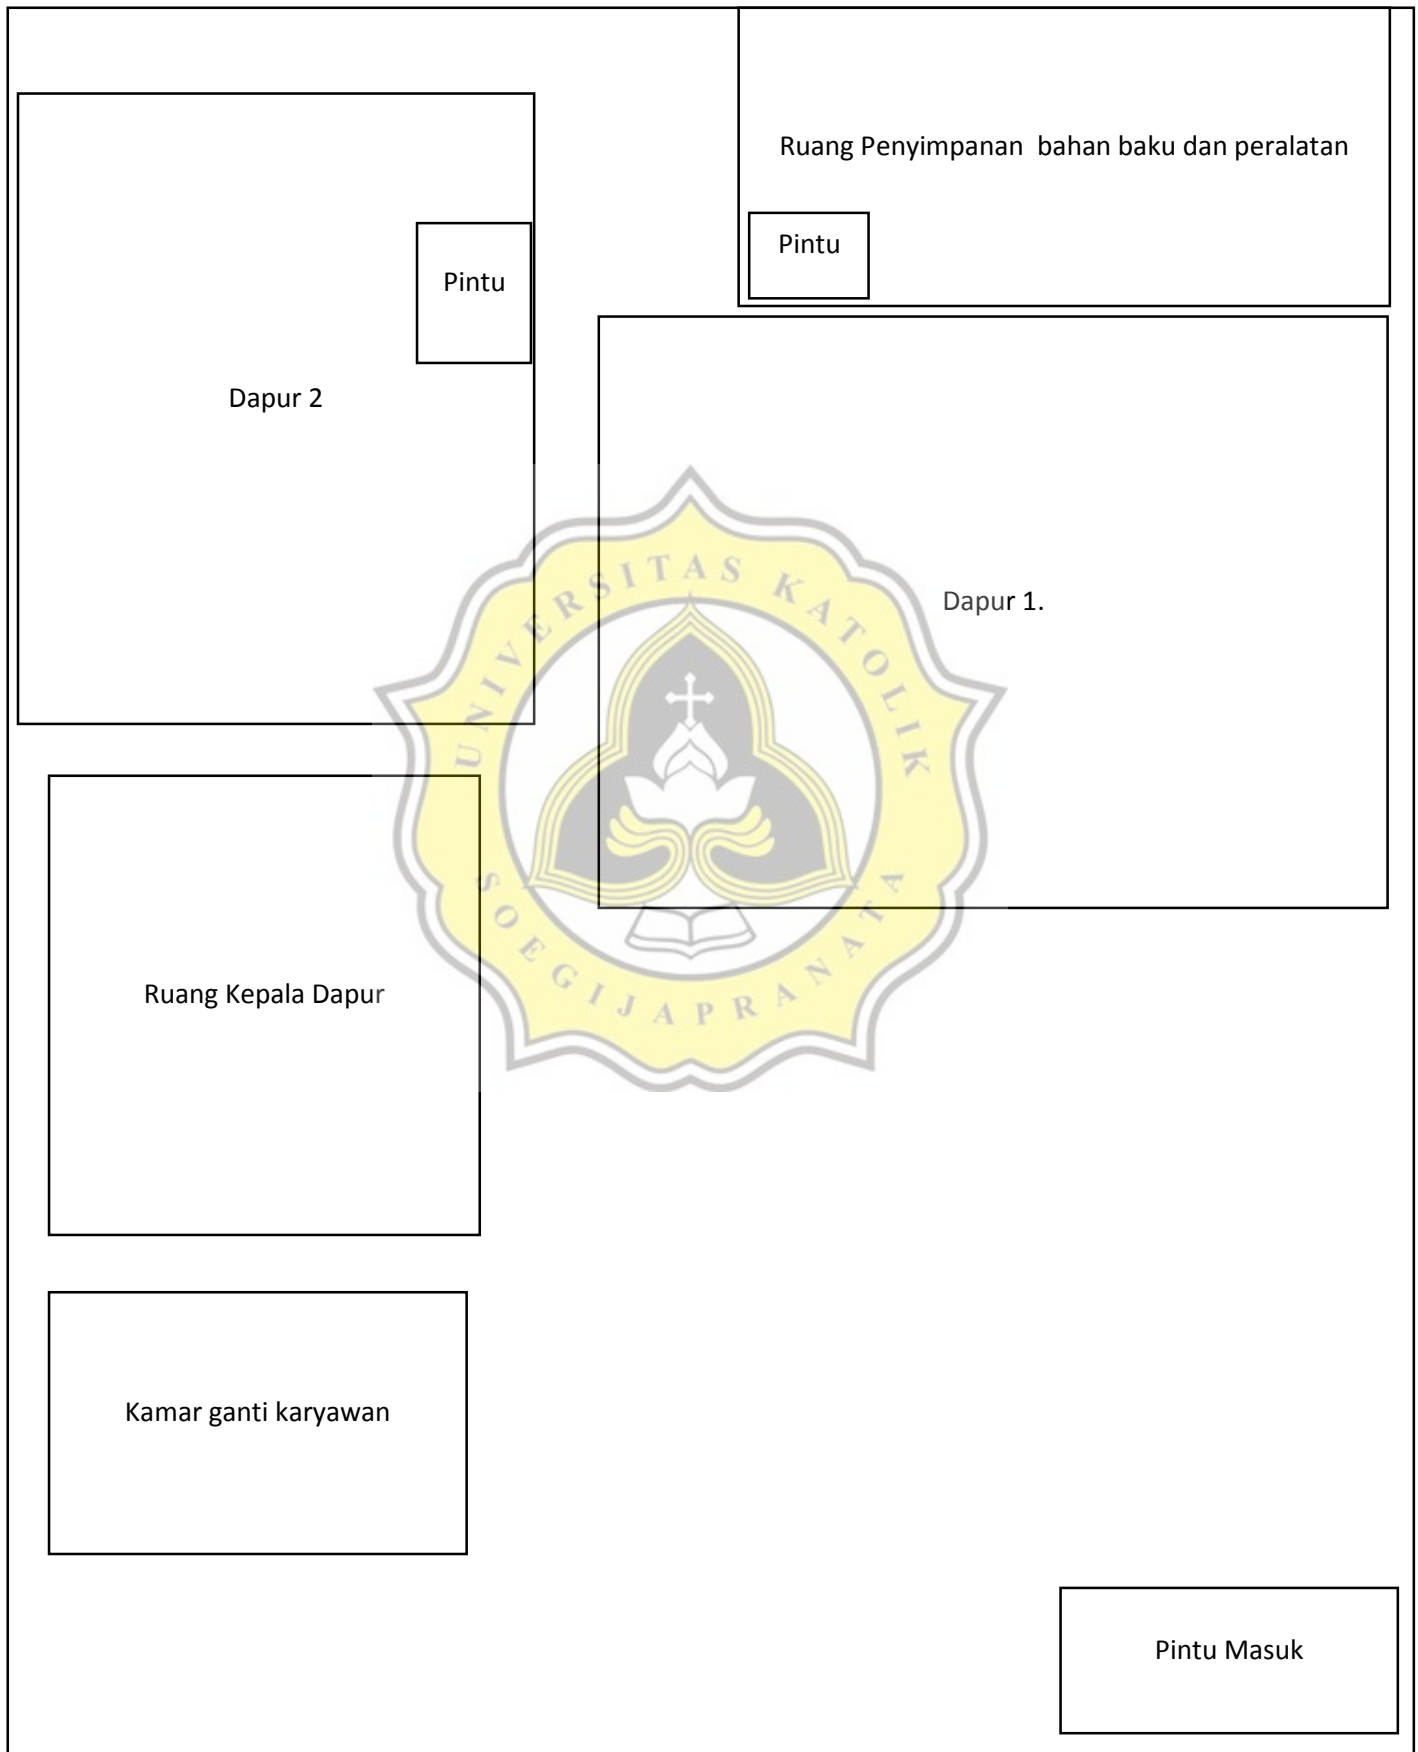 Ruang Penyimpanan bahan baku dan peralatan
Pintu
Pintu
Dapur 2
Dapur 1.
UNIVERSITAS KATOLIK
SOEGIJAPRANATA
Ruang Kepala Dapur
Kamar ganti karyawan
Pintu Masuk